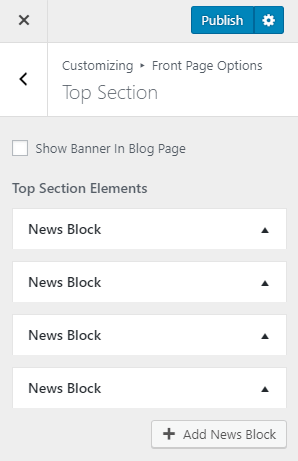 Publish
Customizing ▸ Front Page Options
Top Section
Show Banner In Blog Page
Top Section Elements
News Block
News Block
News Block
News Block
Add News Block